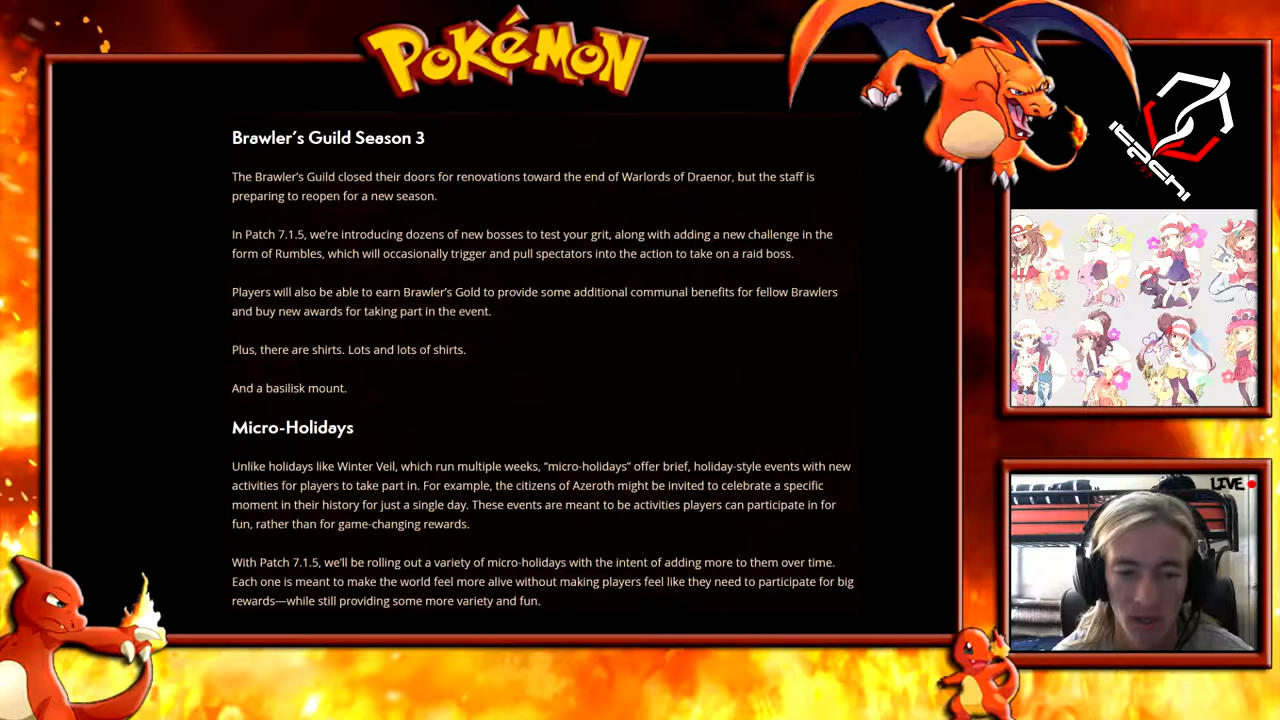 POKéMON
Brawler's Guild Season 3
The Brawler's Guild closed their doors for renovations toward the end of Warlords of Draenor, but the staff is
preparing to reopen for a new season.
In Patch 7.1.5, we're introducing dozens of new bosses to test your grit, along with adding a new challenge in the
form of Rumbles, which will occasionally trigger and pull spectators into the action to take on a raid boss.
Players will also be able to earn Brawler's Gold to provide some additional communal benefits for fellow Brawlers
and buy new awards for taking part in the event.
Plus, there are shirts. Lots and lots of shirts.
And a basilisk mount.
Micro-Holidays
Unlike holidays like Winter Veil, which run multiple weeks, “micro-holidays” offer brief, holiday-style events with new
activities for players to take part in. For example, the citizens of Azeroth might be invited to celebrate a specific
moment in their history for just a single day. These events are meant to be activities players can participate in for
fun, rather than for game-changing rewards.
With Patch 7.1.5, we'll be rolling out a variety of micro-holidays with the intent of adding more to them over time.
Each one is meant to make the world feel more alive without making players feel like they need to participate for big
rewards—while still providing some more variety and fun.
itachi
LIVE